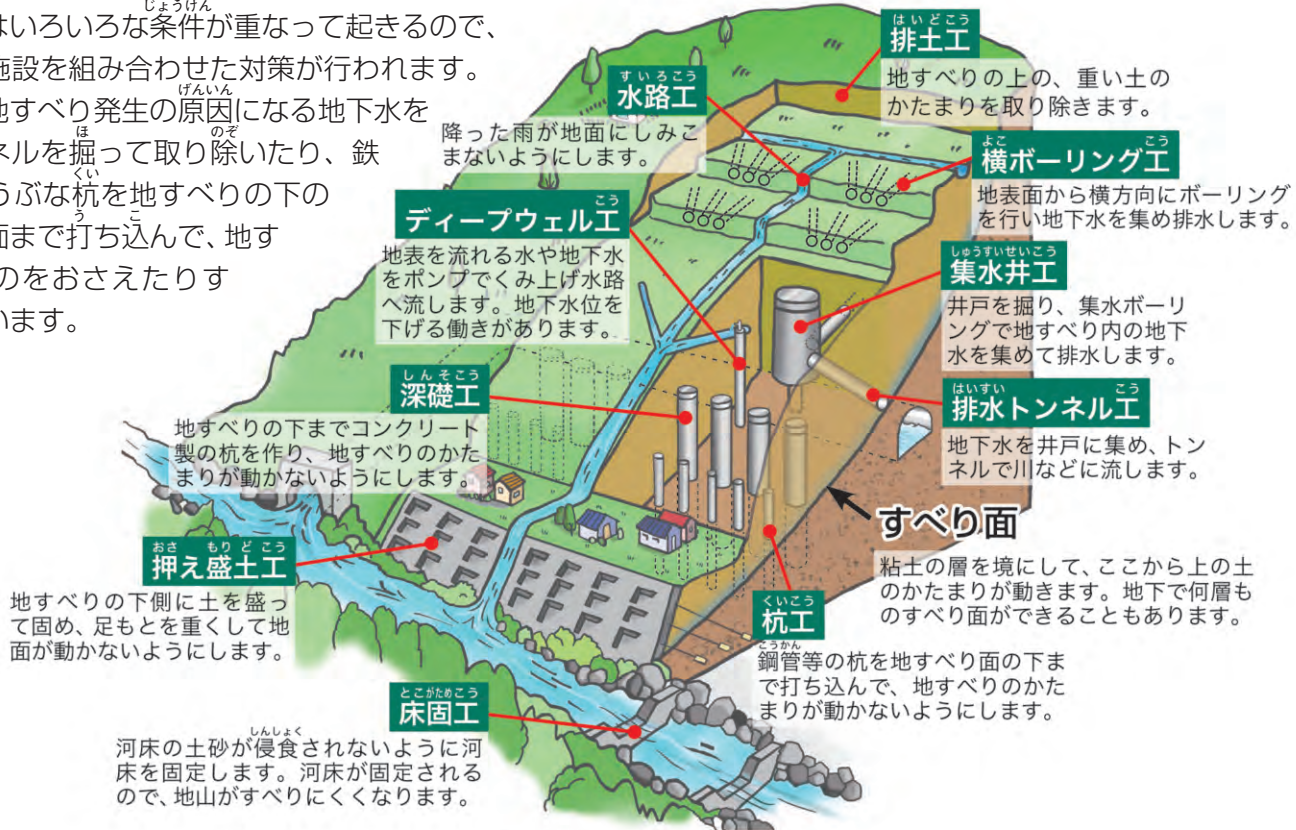 はいろいろな条件が重なって起きるので、
施設を組み合わせた対策が行われます。
地すべり発生の原因になる地下水を
ネルを掘って取り除いたり、鉄
うぶな杭を地すべりの下の
面まで打ち込んで、地す
のをおさえたりす
います。
排土工
地すべりの上の、重い土の
かたまりを取り除きます。
水路工
降った雨が地面にしみこ
まないようにします。
横ボーリング工
地表面から横方向にボーリング
を行い地下水を集め排水します。
ディープウェル工
地表を流れる水や地下水
をポンプでくみ上げ水路
へ流します。地下水位を
下げる働きがあります。
集水井工
井戸を掘り、集水ボーリ
ングで地すべり内の地下
水を集めて排水します。
深礎工
地すべりの下までコンクリート
製の杭を作り、地すべりのかた
まりが動かないようにします。
排水トンネル工
地下水を井戸に集め、トン
ネルで川などに流します。
すべり面
粘土の層を境にして、ここから上の土
のかたまりが動きます。地下で何層も
のすべり面ができることもあります。
押え盛土工
地すべりの下側に土を盛っ
て固め、足もとを重くして地
面が動かないようにします。
杭工
鋼管等の杭を地すべり面の下ま
で打ち込んで、地すべりのかた
まりが動かないようにします。
床固工
河床の土砂が侵食されないように河
床を固定します。河床が固定される
ので、地山がすべりにくくなります。